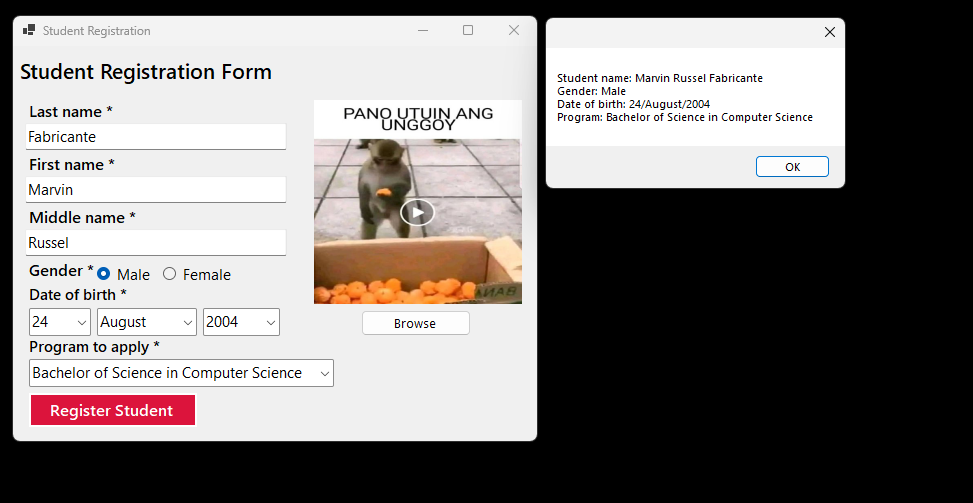 Student Registration
Student Registration Form
Last name *
Fabricante
First name *
Marvin
Middle name *
Russel
Gender * Male Female
Date of birth *
24 August 2004
Program to apply *
Bachelor of Science in Computer Science
Register Student
PANO UTUIN ANG
UNGGOY
BAAM
Browse
Student name: Marvin Russel Fabricante
Gender: Male
Date of birth: 24/August/2004
Program: Bachelor of Science in Computer Science
OK